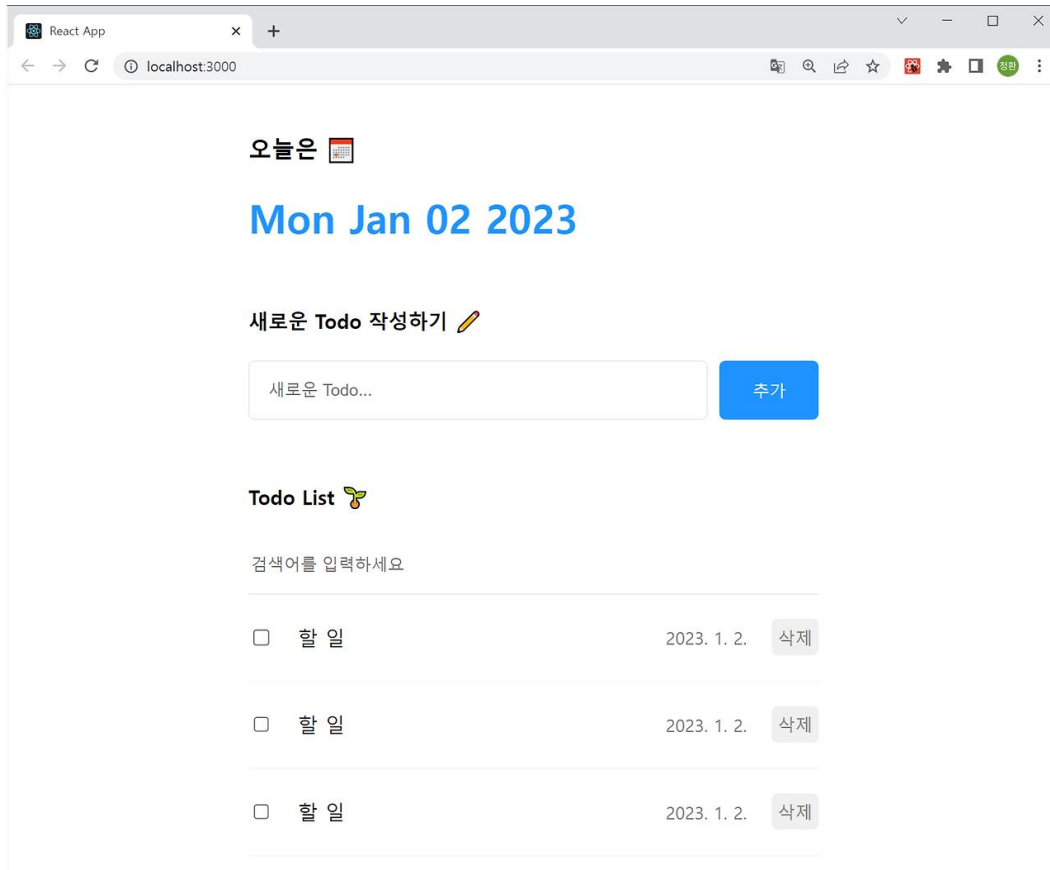 React App
localhost:3000
정환
오늘은 📅
Mon Jan 02 2023
새로운 Todo 작성하기 ✏️
새로운 Todo...
추가
Todo List 🌱
검색어를 입력하세요
할 일 2023. 1. 2. 삭제
할 일 2023. 1. 2. 삭제
할 일 2023. 1. 2. 삭제